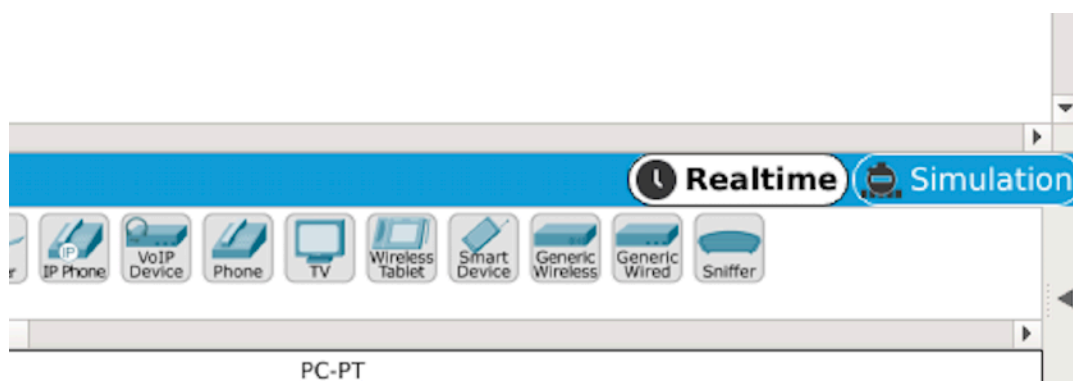 Realtime
Simulation
r
IP
IP Phone
VoIP
Device
Phone
TV
Wireless
Tablet
Smart
Device
Generic
Wireless
Generic
Wired
Sniffer
PC-PT